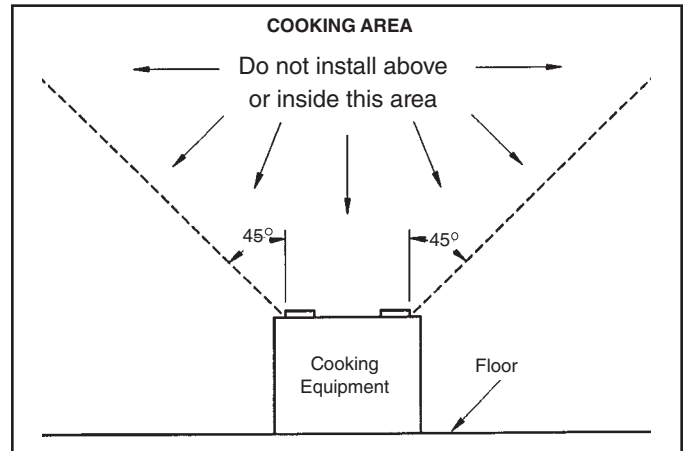 COOKING AREA
Do not install above
or inside this area
45°
45°
Cooking
Equipment
Floor